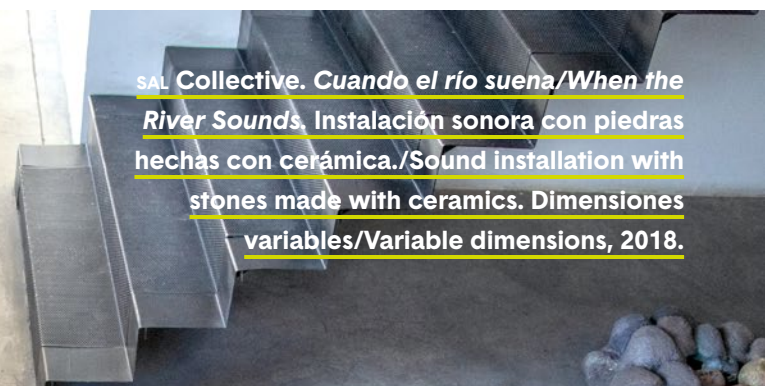 SAL Collective. Cuando el río suena/When the
River Sounds. Instalación sonora con piedras
hechas con cerámica./Sound installation with
stones made with ceramics. Dimensiones
variables/Variable dimensions, 2018.